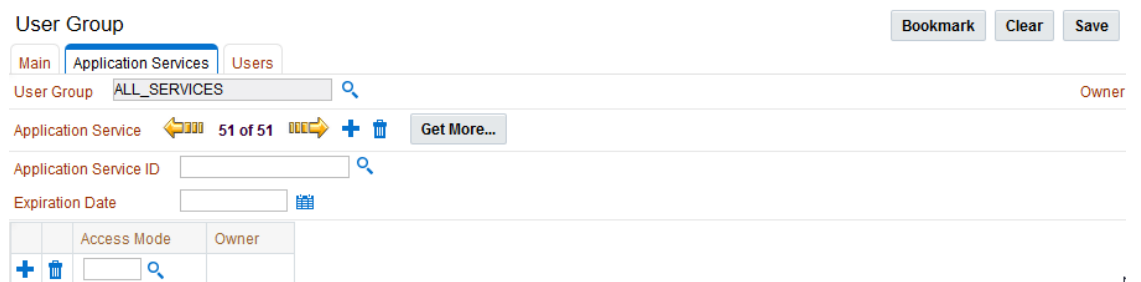 User Group Bookmark Clear Save
Main Application Services Users
User Group ALL_SERVICES Owner
Application Service 51 of 51 Get More...
Application Service ID
Expiration Date
Access Mode Owner